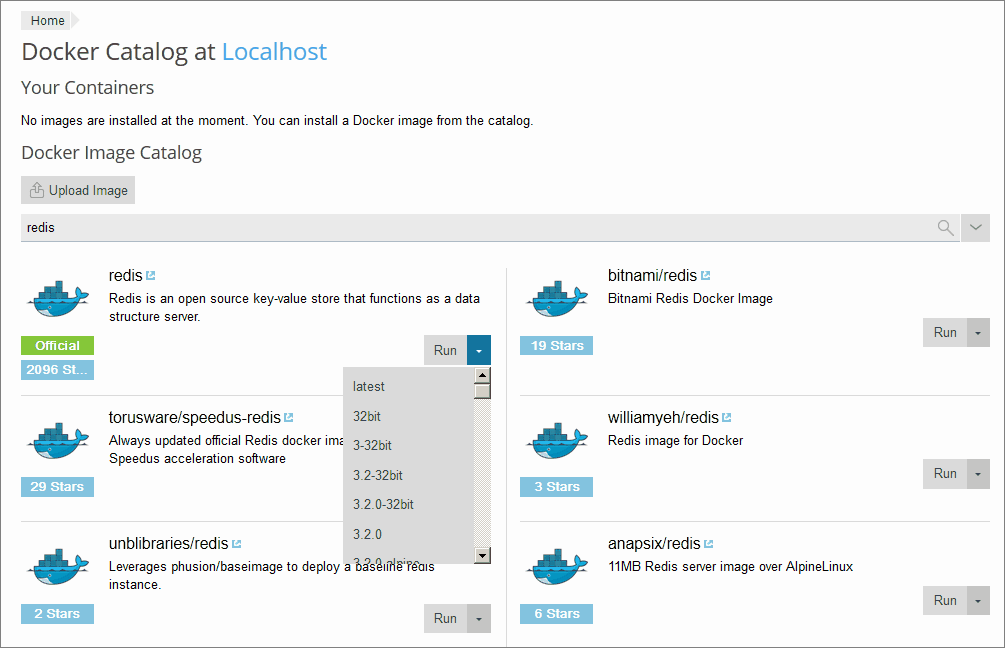 Home
Docker Catalog at Localhost
Your Containers
No images are installed at the moment. You can install a Docker image from the catalog.
Docker Image Catalog
Upload Image
redis
redis
Redis is an open source key-value store that functions as a data
structure server.
Official
2096 St...
Run
latest
32bit
3-32bit
3.2-32bit
3.2.0-32bit
3.2.0
bitnami/redis
Bitnami Redis Docker Image
19 Stars
Run
torusware/speedus-redis
Always updated official Redis docker
Speedus acceleration software
29 Stars
williamyeh/redis
Redis image for Docker
3 Stars
Run
unblibraries/redis
Leverages phusion/baseimage to deploy a baseline redis
instance.
2 Stars
Run
anapsix/redis
11MB Redis server image over AlpineLinux
6 Stars
Run